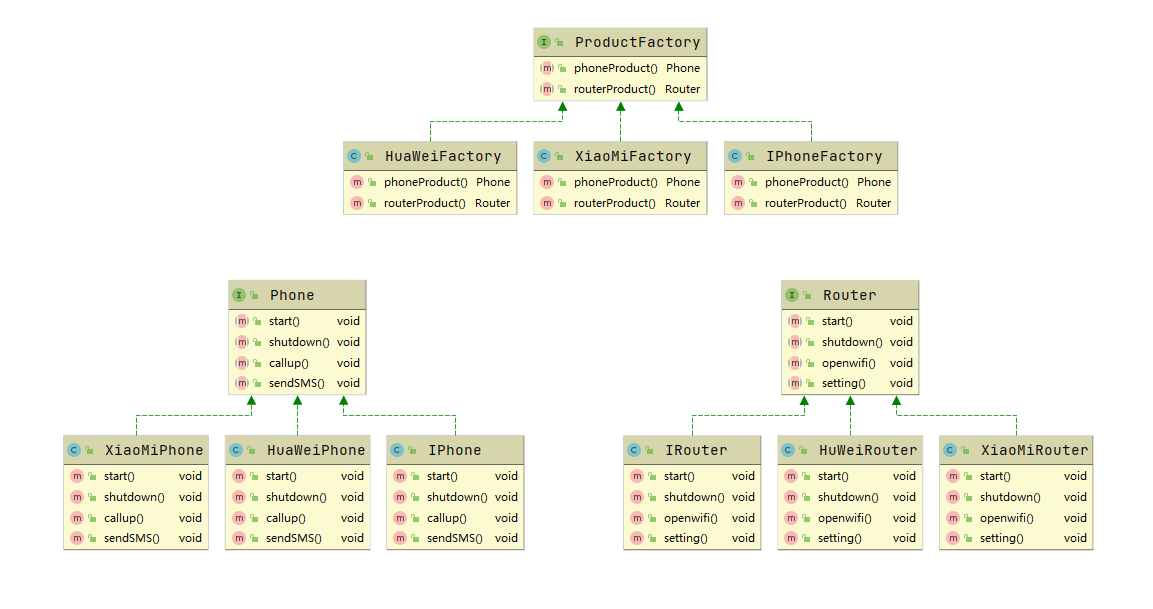 ProductFactory
phoneProduct() Phone
routerProduct() Router
HuaWeiFactory
phoneProduct() Phone
routerProduct() Router
XiaoMiFactory
phoneProduct() Phone
routerProduct() Router
IPhoneFactory
phoneProduct() Phone
routerProduct() Router
Phone
start() void
shutdown() void
callup() void
sendSMS() void
Router
start() void
shutdown() void
openwifi() void
setting() void
XiaoMiPhone
start() void
shutdown() void
callup() void
sendSMS() void
HuaWeiPhone
start() void
shutdown() void
callup() void
sendSMS() void
IPhone
start() void
shutdown() void
callup() void
sendSMS() void
IRouter
start() void
shutdown() void
openwifi() void
setting() void
HuWeiRouter
start() void
shutdown() void
openwifi() void
setting() void
XiaoMiRouter
start() void
shutdown() void
openwifi() void
setting() void